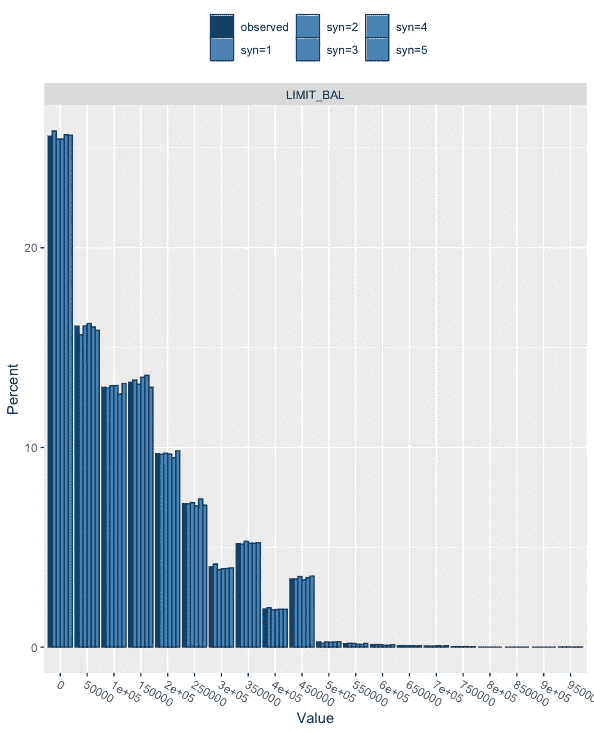 observed syn=2 syn=4
syn=1 syn=3 syn=5
LIMIT_BAL
20
10
0
Percent
0 50000 1e+05 150000 2e+05 250000 3e+05 350000 4e+05 450000 5e+05 550000 6e+05 650000 7e+05 750000 8e+05 850000 9e+05 95000
Value